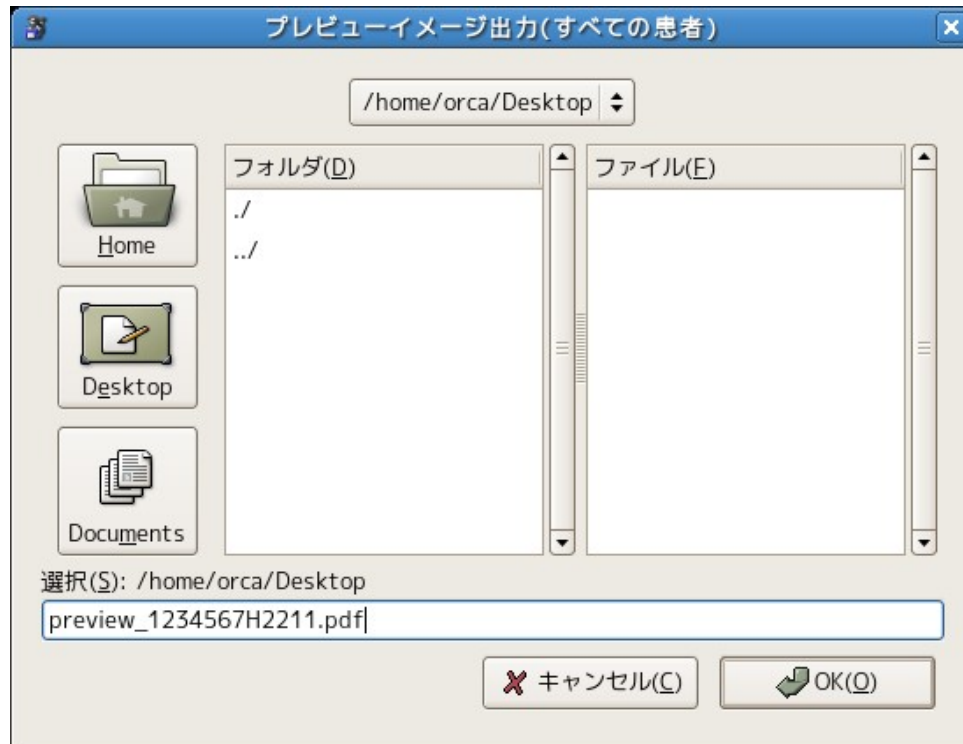 プレビューイメージ出力(すべての患者)
/home/orca/Desktop
フォルダ(D)
ファイル(F)
./
../
Home
Desktop
Documents
選択(S): /home/orca/Desktop
preview_1234567H2211.pdf
キャンセル(C)
OK(O)